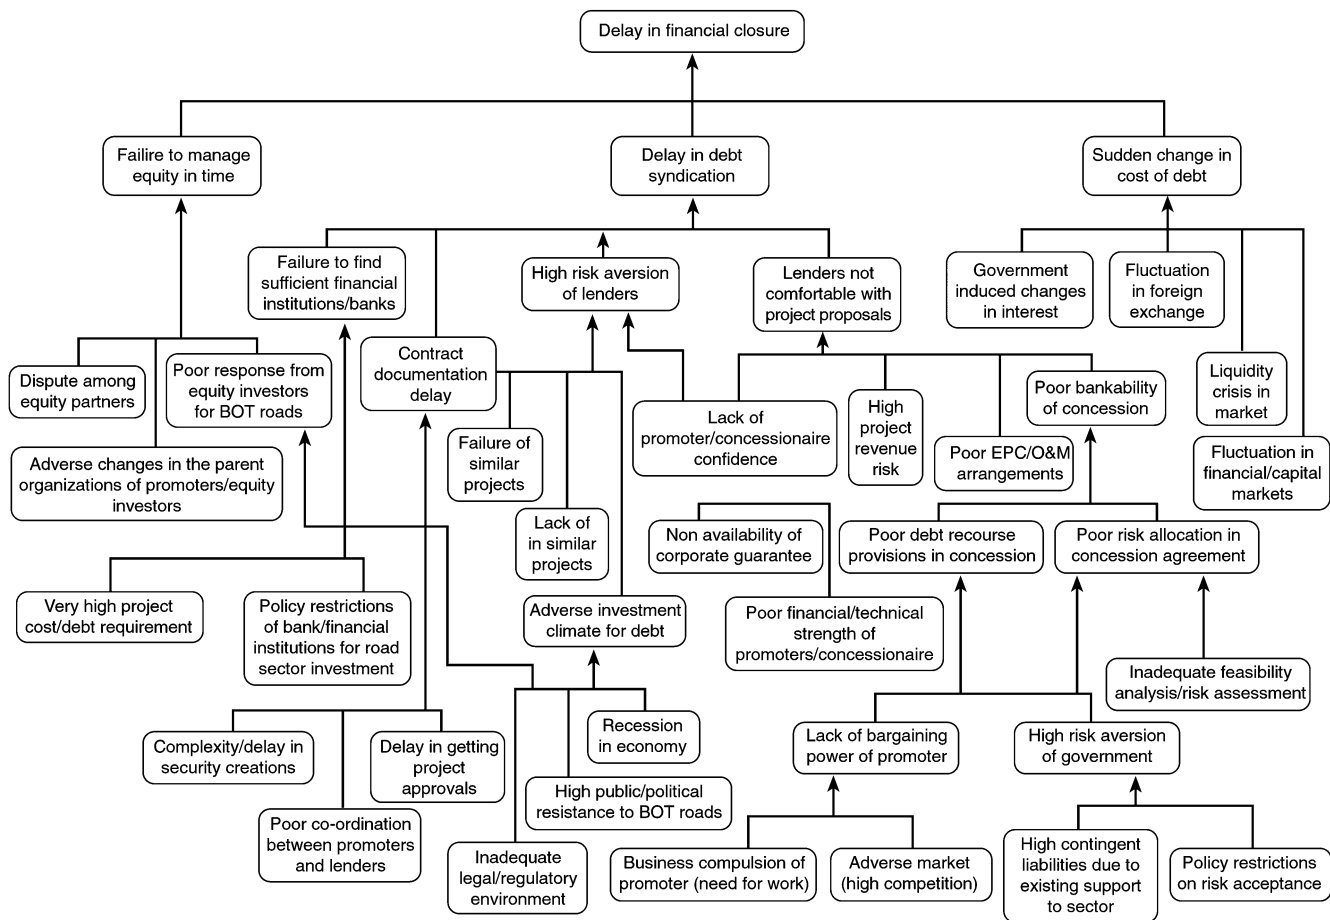 Delay in financial closure
Failire to manage
equity in time
Delay in debt
syndication
Sudden change in
cost of debt
Failure to find
sufficient financial
institutions/banks
High risk aversion
of lenders
Lenders not
comfortable with
project proposals
Government
induced changes
in interest
Fluctuation
in foreign
exchange
Dispute among
equity partners
Poor response from
equity investors
for BOT roads
Contract
documentation
delay
Liquidity
crisis in
market
Poor bankability
of concession
High
project
revenue
risk
Lack of
promoter/concessionaire
confidence
Failure of
similar
projects
Poor EPC/O&M
arrangements
Fluctuation in
financial/capital
markets
Adverse changes in the parent
organizations of promoters/equity
investors
Lack of
in similar
projects
Non availability of
corporate guarantee
Poor debt recourse
provisions in concession
Poor risk allocation in
concession agreement
Very high project
cost/debt requirement
Policy restrictions
of bank/financial
institutions for road
sector investment
Adverse investment
climate for debt
Poor financial/technical
strength of
promoters/concessionaire
Inadequate feasibility
analysis/risk assessment
Complexity/delay in
security creations
Delay in getting
project
approvals
Recession
in economy
Lack of bargaining
power of promoter
High risk aversion
of government
High public/political
resistance to BOT roads
Poor co-ordination
between promoters
and lenders
Inadequate
legal/regulatory
environment
Business compulsion of
promoter (need for work)
Adverse market
(high competition)
High contingent
liabilities due to
existing support
to sector
Policy restrictions
on risk acceptance